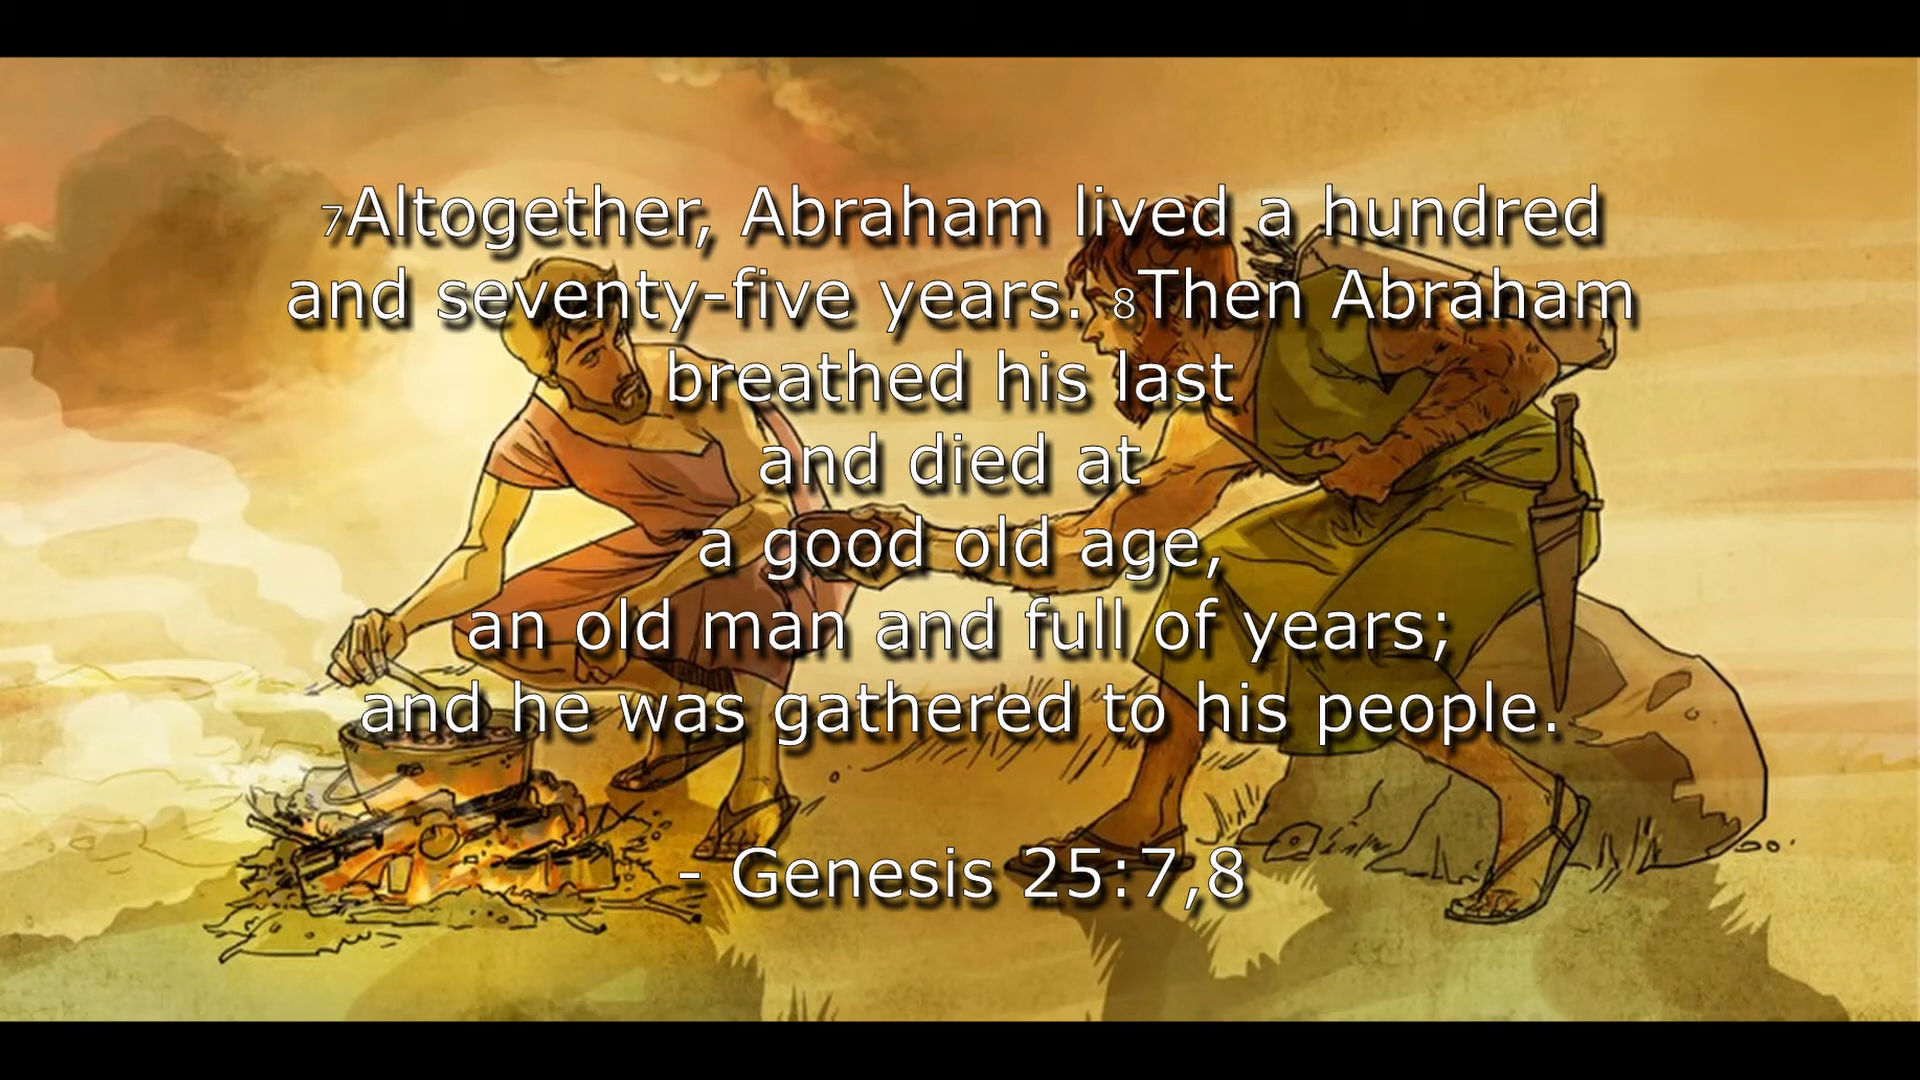 7Altogether, Abraham lived a hundred
and seventy-five years. 8Then Abraham
breathed his last
and died at
a good old age,
an old man and full of years;
and he was gathered to his people.
- Genesis 25:7,8